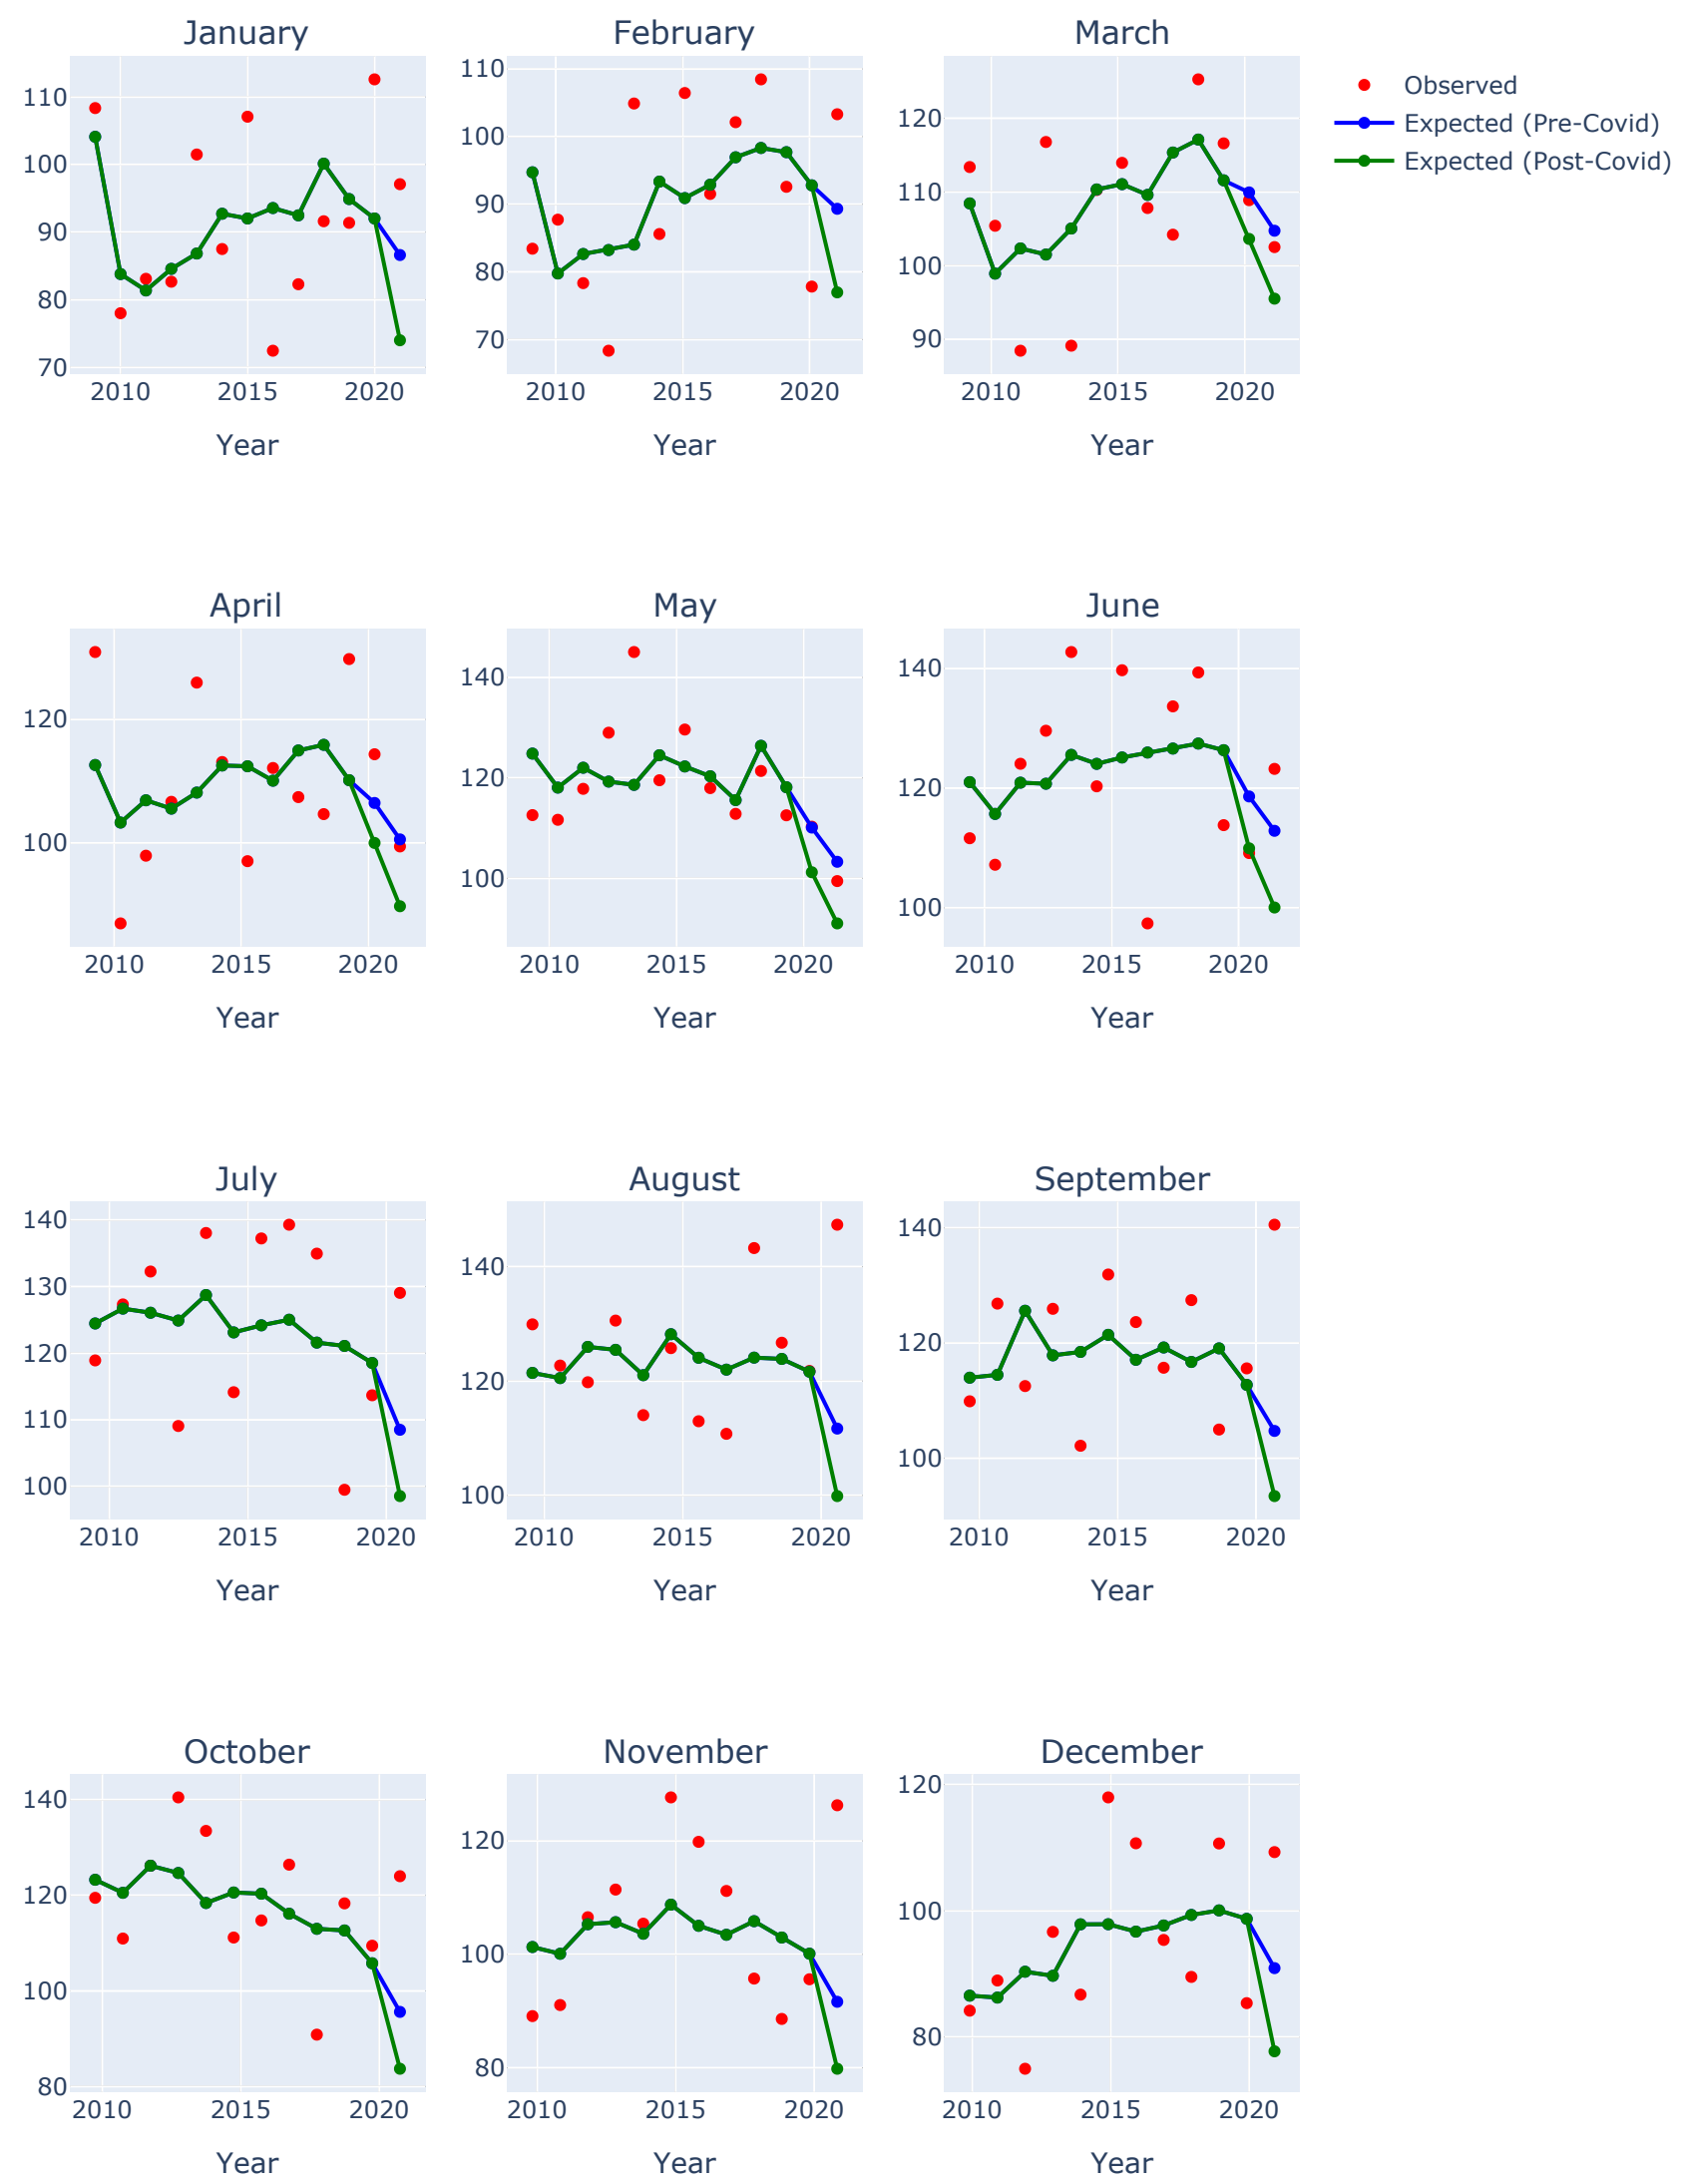 January
February
March
110
100
90
80
70
2010 2015 2020
Year
110
100
90
80
70
2010 2015 2020
Year
120
110
100
90
2010 2015 2020
Year
Observed
Expected (Pre-Covid)
Expected (Post-Covid)
April
May
June
120
100
2010 2015 2020
Year
140
120
100
2010 2015 2020
Year
140
120
100
2010 2015 2020
Year
July
August
September
140
130
120
110
100
2010 2015 2020
Year
140
120
100
2010 2015 2020
Year
140
120
100
2010 2015 2020
Year
October
November
December
140
120
100
80
2010 2015 2020
Year
120
100
80
2010 2015 2020
Year
120
100
80
2010 2015 2020
Year